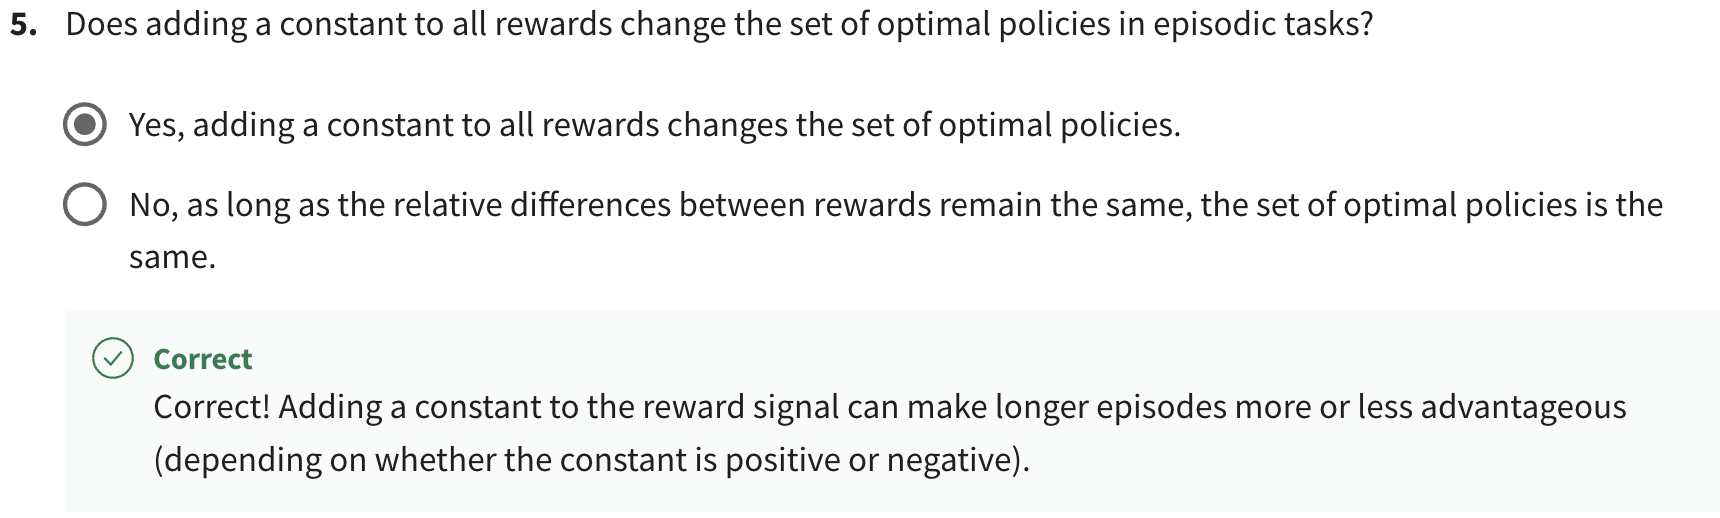 5. Does adding a constant to all rewards change the set of optimal policies in episodic tasks?
Yes, adding a constant to all rewards changes the set of optimal policies.
No, as long as the relative differences between rewards remain the same, the set of optimal policies is the
same.
Correct
Correct! Adding a constant to the reward signal can make longer episodes more or less advantageous
(depending on whether the constant is positive or negative).